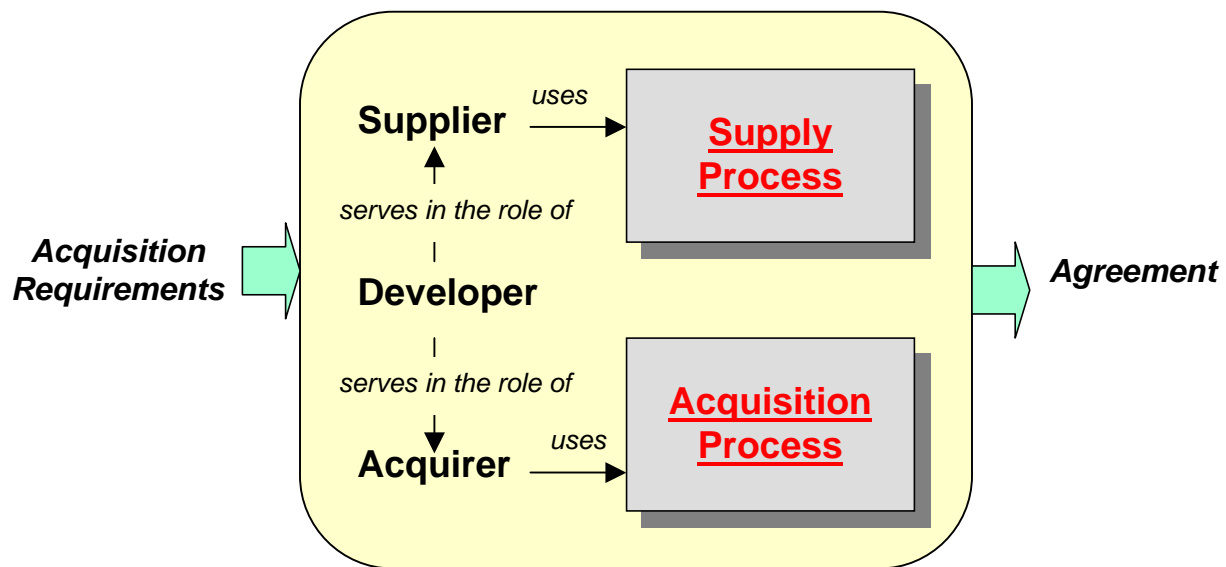 uses
Supplier
Supply
Process
serves in the role of
Acquisition
Requirements
Developer
Agreement
serves in the role of
Acquisition
Process
uses
Acquirer